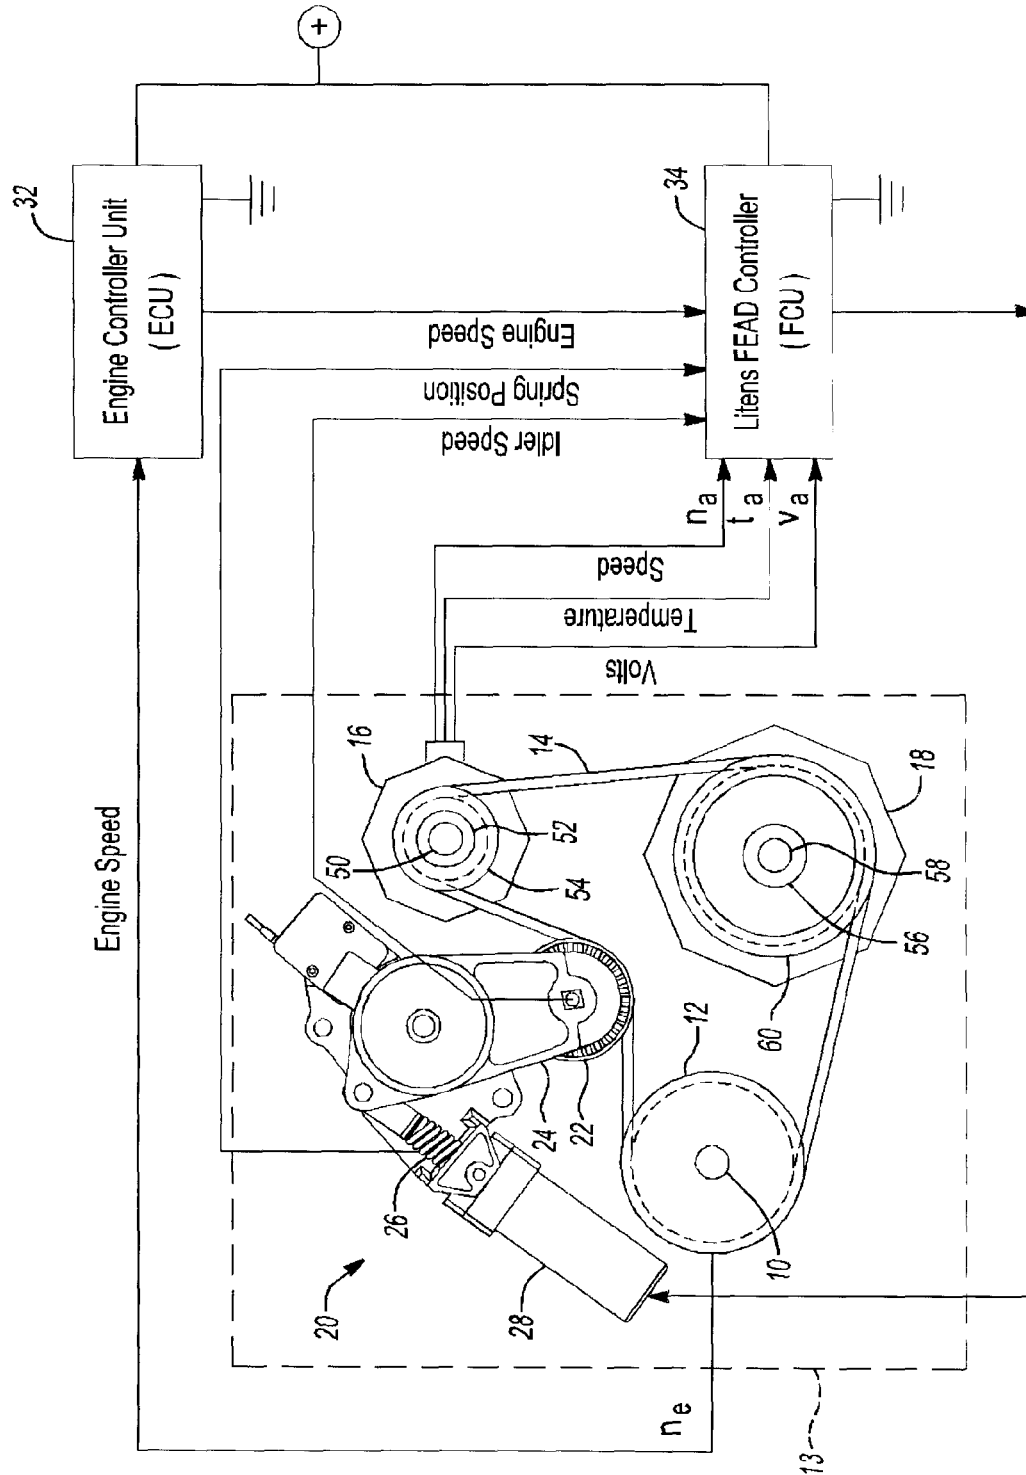 Engine Speed
32
Engine Controller Unit
( ECU )
+
Engine Speed
Spring Position
Idler Speed
34
Litens FEAD Controller
( FCU )
n_a
t_a
v_a
Speed
Temperature
Volts
16
14
18
50
52
54
58
56
60
12
10
24
22
26
20
28
n_e
13